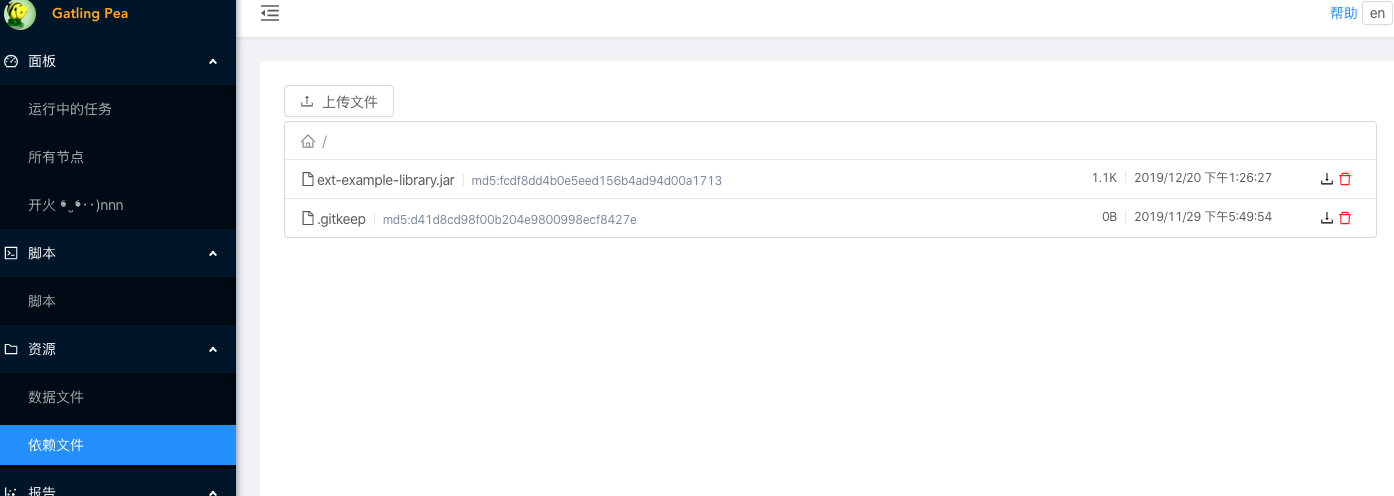 Gatling Pea
面板
运行中的任务
所有节点
开火 •̀ᴗ•́‧‧)nnn
脚本
脚本
资源
数据文件
依赖文件
报告
帮助 en
上传文件
/
ext-example-library.jar md5:fcdf8dd4b0e5eed156b4ad94d00a1713 1.1K 2019/12/20 下午1:26:27
.gitkeep md5:d41d8cd98f00b204e9800998ecf8427e 0B 2019/11/29 下午5:49:54